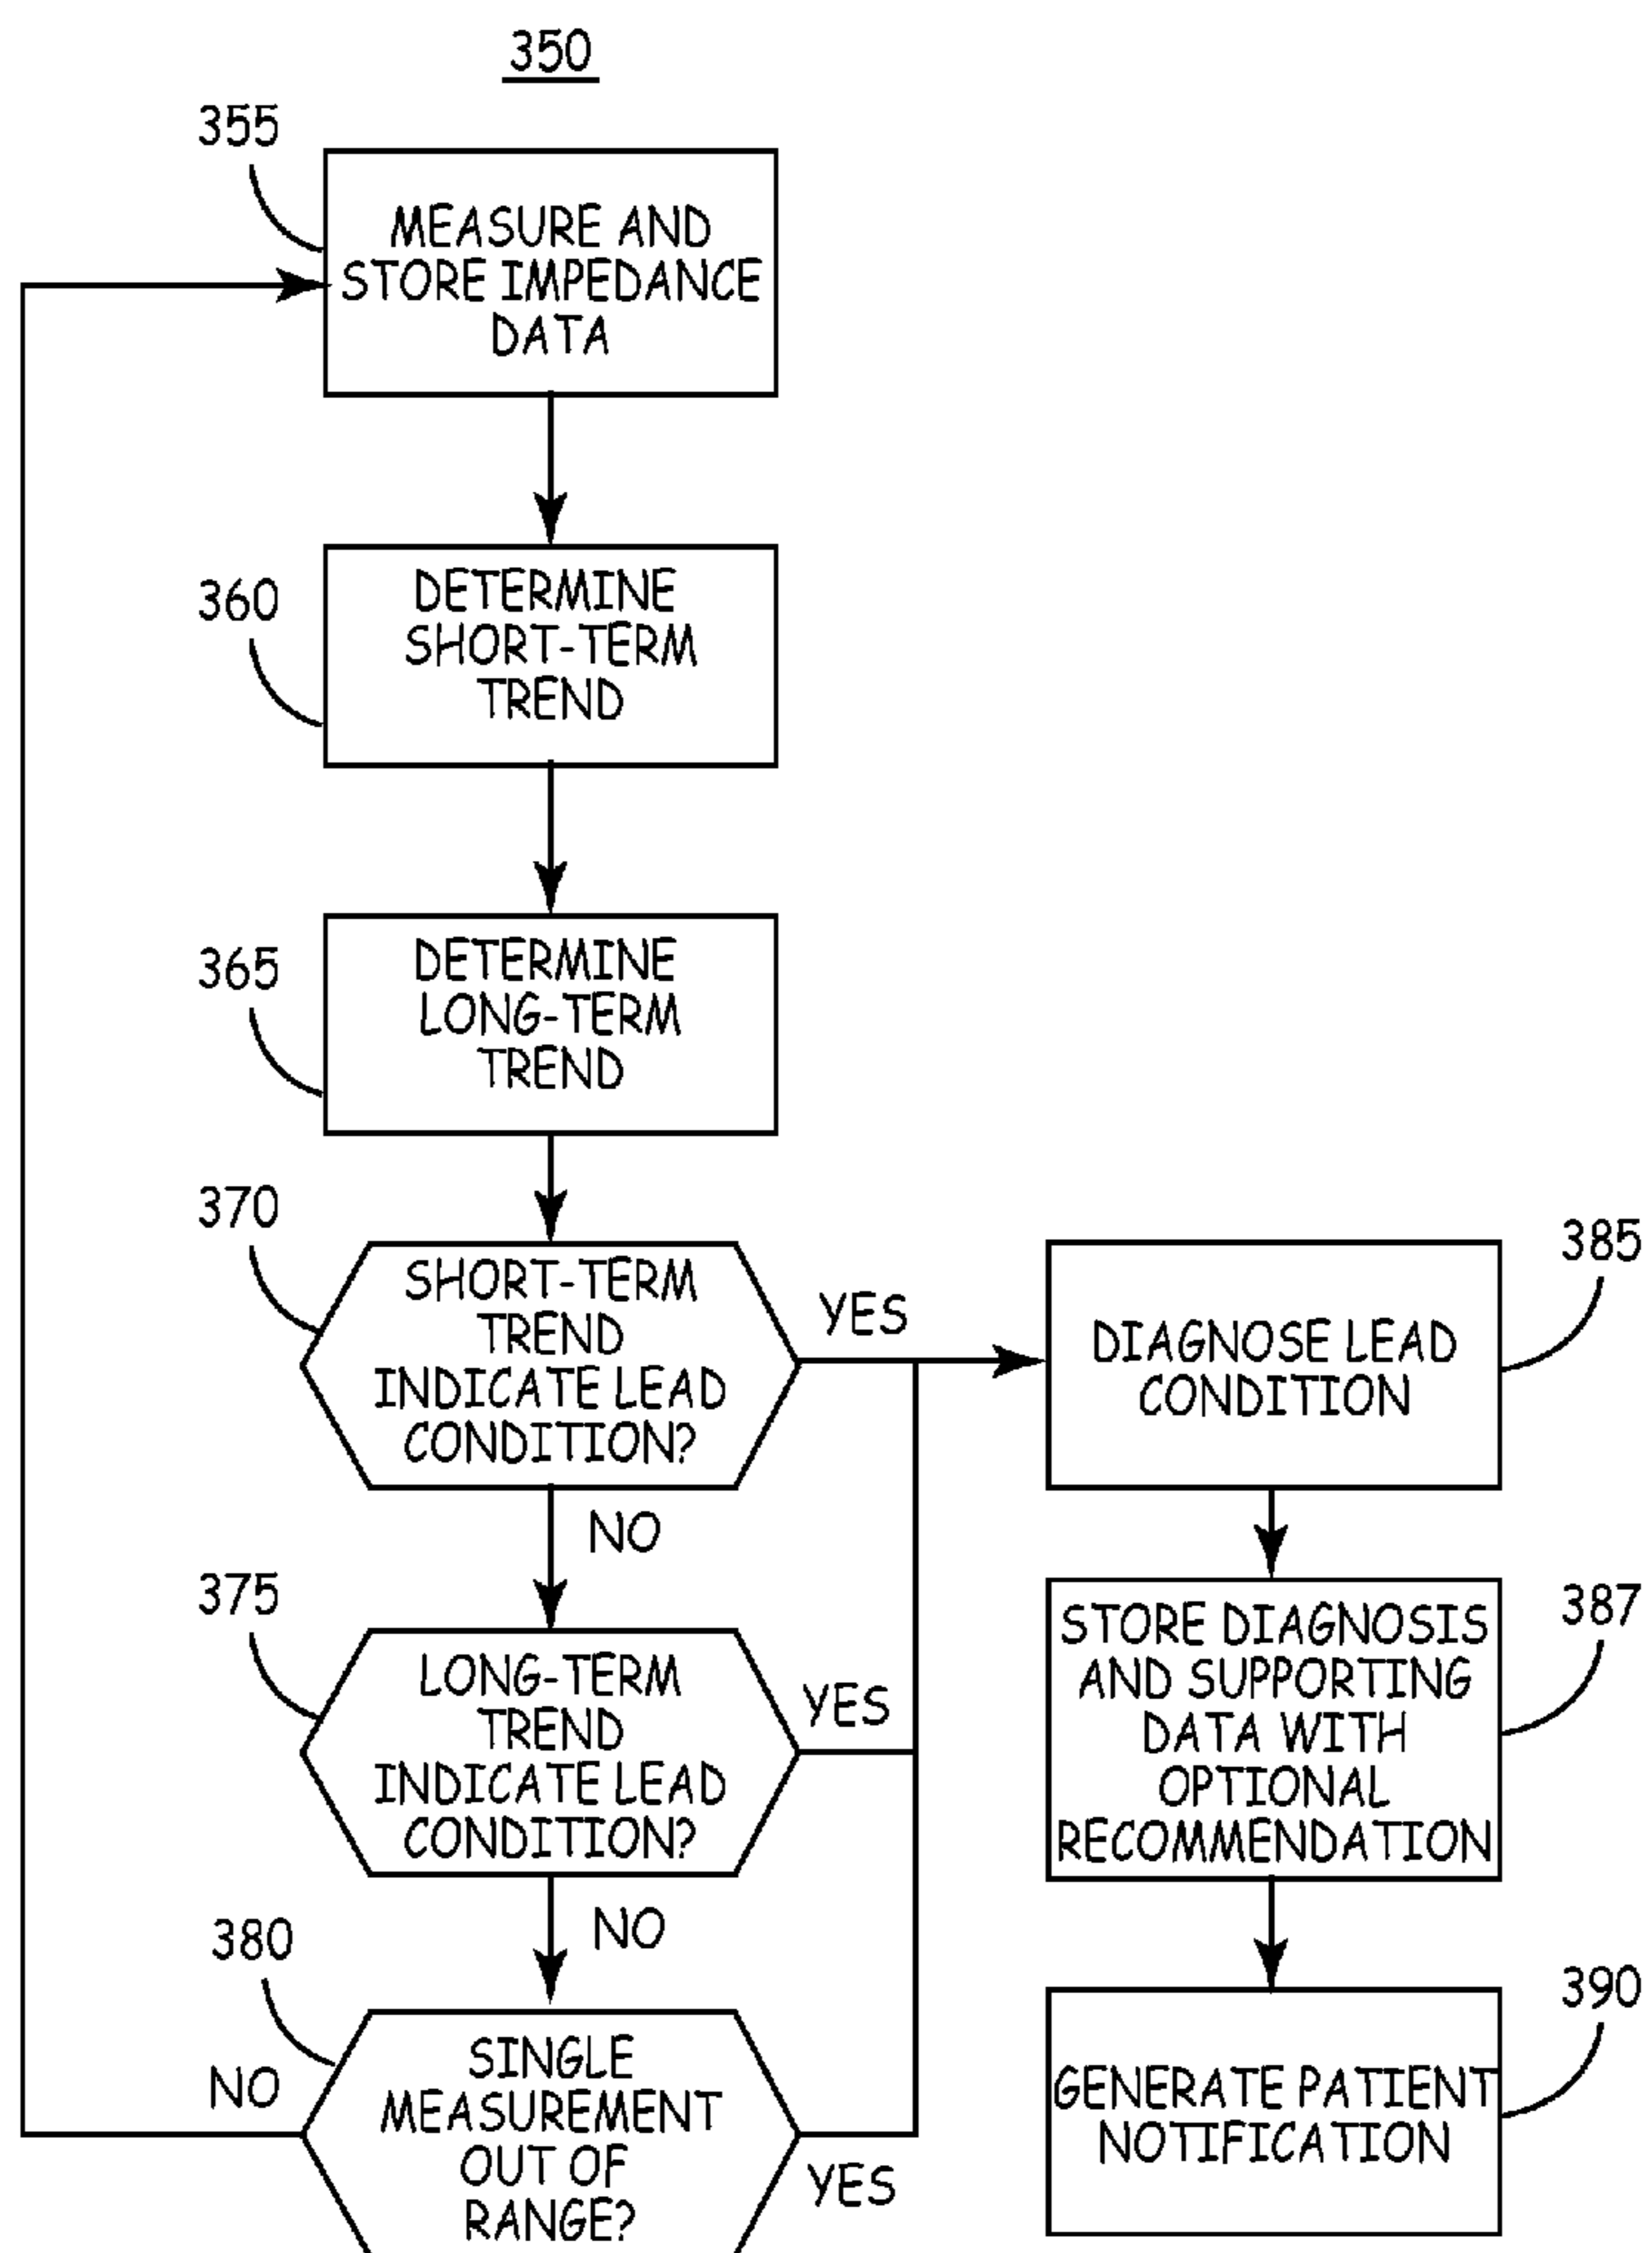 350
355
MEASURE AND
STORE IMPEDANCE
DATA
360
DETERMINE
SHORT-TERM
TREND
365
DETERMINE
LONG-TERM
TREND
370
SHORT-TERM
TREND
INDICATE LEAD
CONDITION?
YES
NO
385
DIAGNOSE LEAD
CONDITION
375
LONG-TERM
TREND
INDICATE LEAD
CONDITION?
YES
NO
387
STORE DIAGNOSIS
AND SUPPORTING
DATA WITH
OPTIONAL
RECOMMENDATION
380
NO
SINGLE
MEASUREMENT
OUT OF
RANGE?
YES
390
GENERATE PATIENT
NOTIFICATION